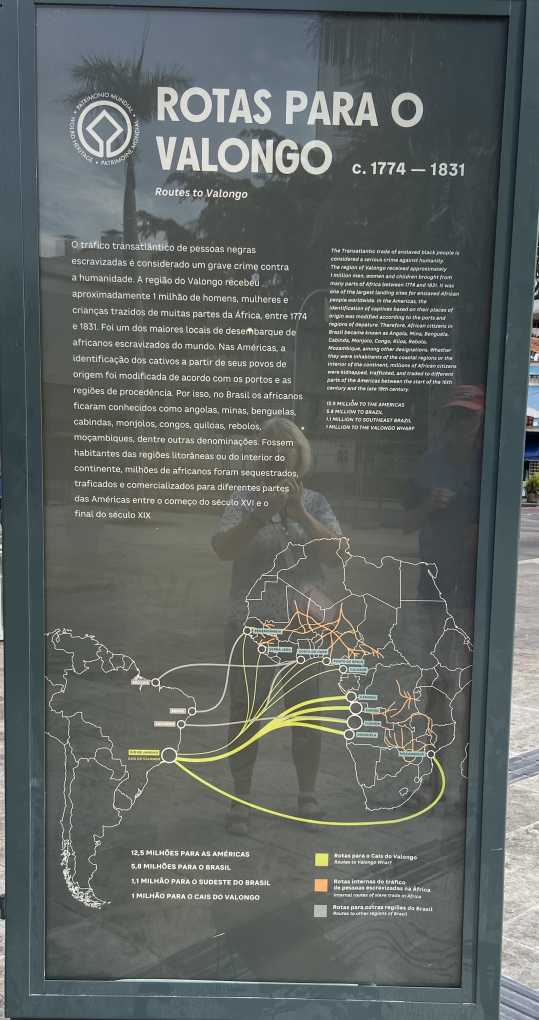 PATRIMONIO MUNDIAL • WORLD HERITAGE • PATRIMOINE MONDIAL
ROTAS PARA O
VALONGO c. 1774 — 1831
Routes to Valongo
O tráfico transatlântico de pessoas negras
escravizadas é considerado um grave crime contra
a humanidade. A região do Valongo recebeu
aproximadamente 1 milhão de homens, mulheres e
crianças trazidos de muitas partes da África, entre 1774
e 1831. Foi um dos maiores locais de desembarque de
africanos escravizados do mundo. Nas Américas, a
identificação dos cativos a partir de seus povos de
origem foi modificada de acordo com os portos e as
regiões de procedência. Por isso, no Brasil os africanos
ficaram conhecidos como angolas, minas, benguelas,
cabindas, monjolos, congos, quiloas, rebolos,
moçambiques, dentre outras denominações. Fossem
habitantes das regiões litorâneas ou do interior do
continente, milhões de africanos foram sequestrados,
traficados e comercializados para diferentes partes
das Américas entre o começo do século XVI e o
final do século XIX
The Transatlantic trade of enslaved black people is
considered a serious crime against humanity.
The region of Valongo received approximately
1 million men, women and children brought from
many parts of Africa between 1774 and 1831. It was
one of the largest landing sites for enslaved African
people worldwide. In the Americas, the
identification of captives based on their places of
origin was modified according to the ports and
regions of depature. Therefore, African citizens in
Brazil became known as Angola, Mina, Benguela,
Cabinda, Monjolo, Congo, Kiloa, Rebolo,
Mozambique, among other designations. Whether
they were inhabitants of the coastal regions or the
interior of the continent, millions of African citizens
were kidnapped, trafficked, and traded to different
parts of the Americas between the start of the 16th
century and the late 19th century.
12.5 MILLION TO THE AMERICAS
5.8 MILLION TO BRAZIL
1.1 MILLION TO SOUTHEAST BRAZIL
1 MILLION TO THE VALONGO WHARF
SERRA LEOA
RIO DE JANEIRO
CAIS DO VALONGO
12,5 MILHÕES PARA AS AMÉRICAS
5,8 MILHÕES PARA O BRASIL
1,1 MILHÃO PARA O SUDESTE DO BRASIL
1 MILHÃO PARA O CAIS DO VALONGO
Rotas para o Cais do Valongo
Routes to Valongo Wharf
Rotas internas do tráfico
de pessoas escravizadas na África
Internal routes of slave trade in Africa
Rotas para outras regiões do Brasil
Routes to other regions of Brazil